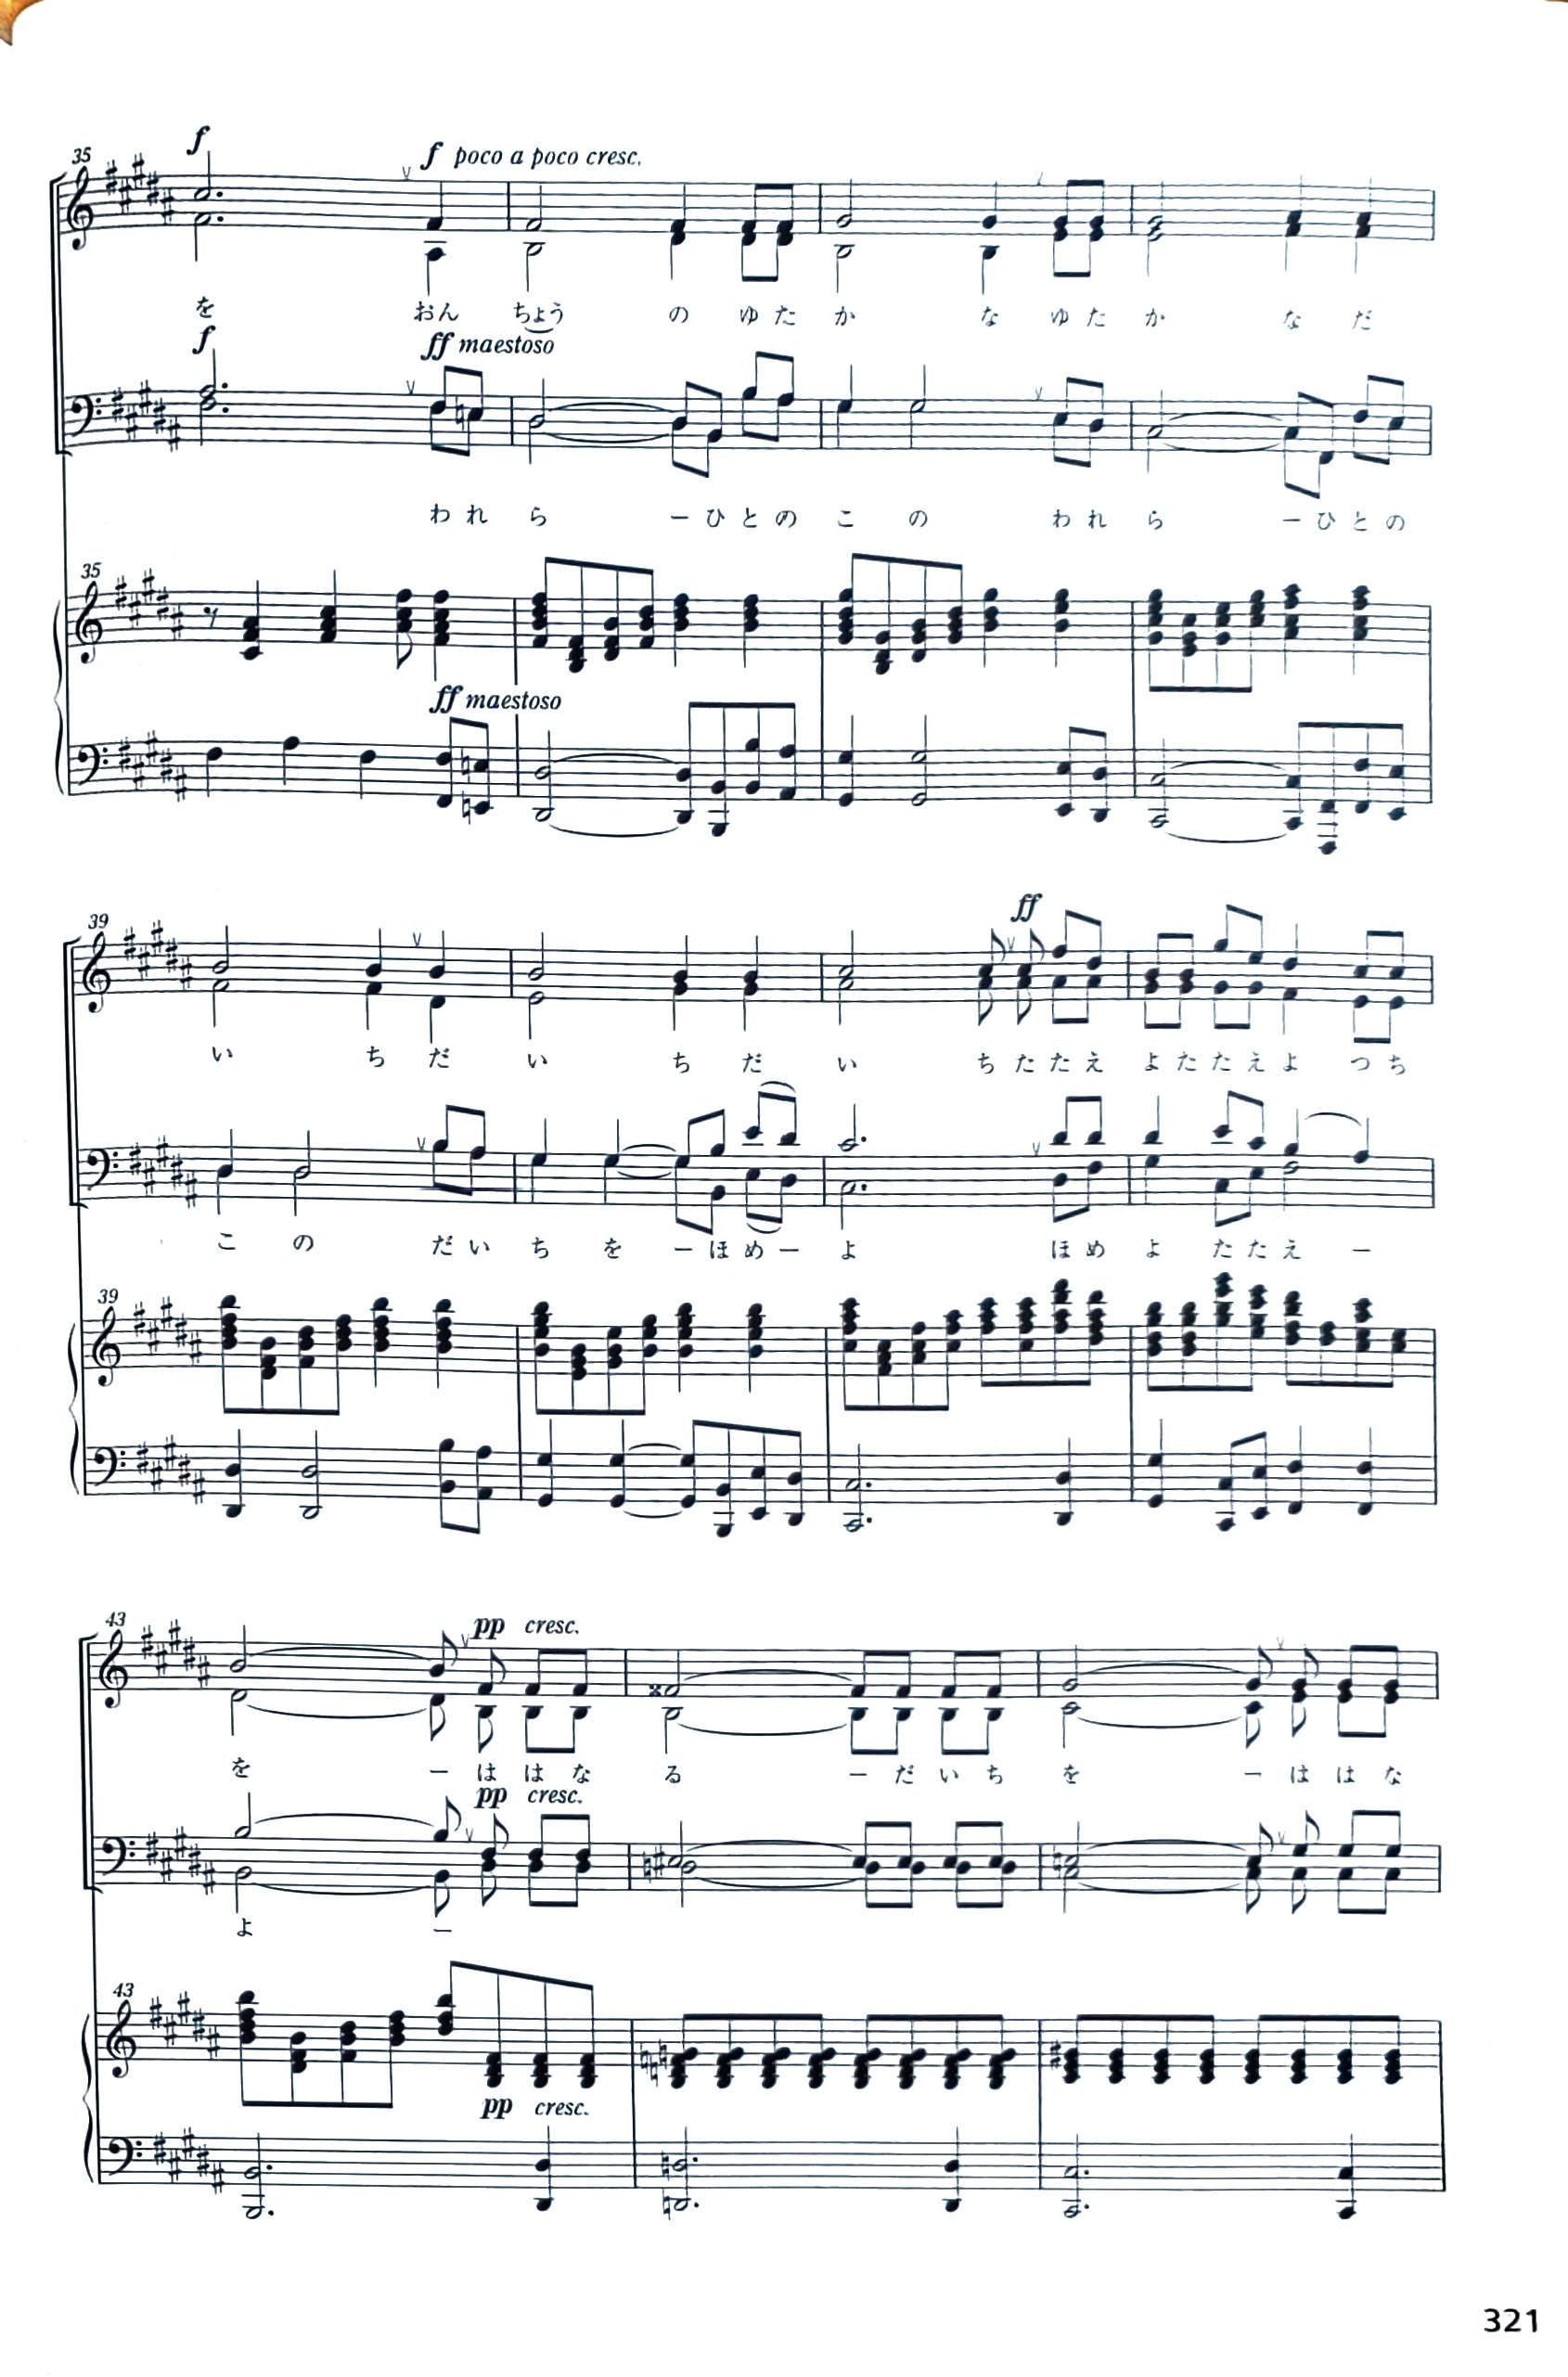 35
f
f poco a poco cresc.
を おん ちょう の ゆ た か な ゆ た か な だ
f
ff maestoso
わ れ ら ー ひ と の こ の わ れ ら ー ひ と の
35
ff maestoso
39
ff
い ち だ い ち だ い ち た た え よ た た え よ つ ち
こ の だ い ち を ー ほ め ー よ ほ め よ た た え ー
39
43
pp cresc.
を ー は は な る ー だ い ち を ー は は な
pp cresc.
よ ー
43
pp cresc.
321